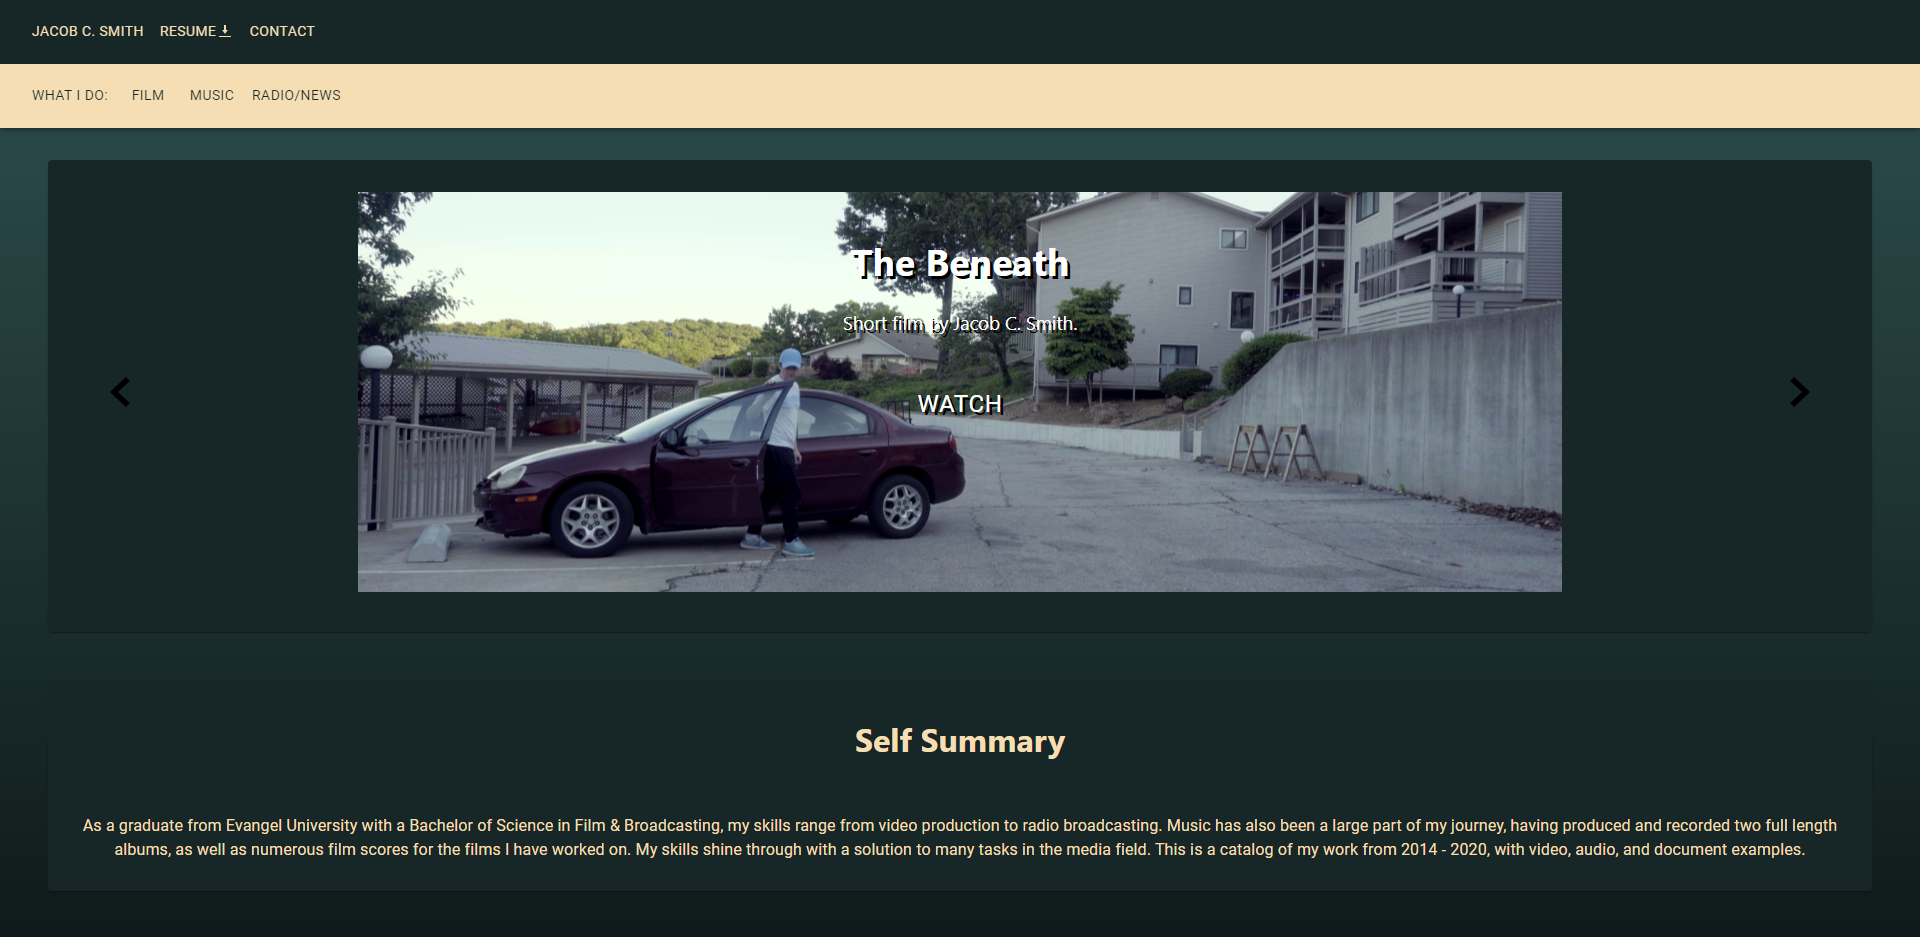 JACOB C. SMITH RESUME CONTACT
WHAT I DO: FILM MUSIC RADIO/NEWS
The Beneath
Short film by Jacob C. Smith.
WATCH
Self Summary
As a graduate from Evangel University with a Bachelor of Science in Film & Broadcasting, my skills range from video production to radio broadcasting. Music has also been a large part of my journey, having produced and recorded two full length
albums, as well as numerous film scores for the films I have worked on. My skills shine through with a solution to many tasks in the media field. This is a catalog of my work from 2014 - 2020, with video, audio, and document examples.